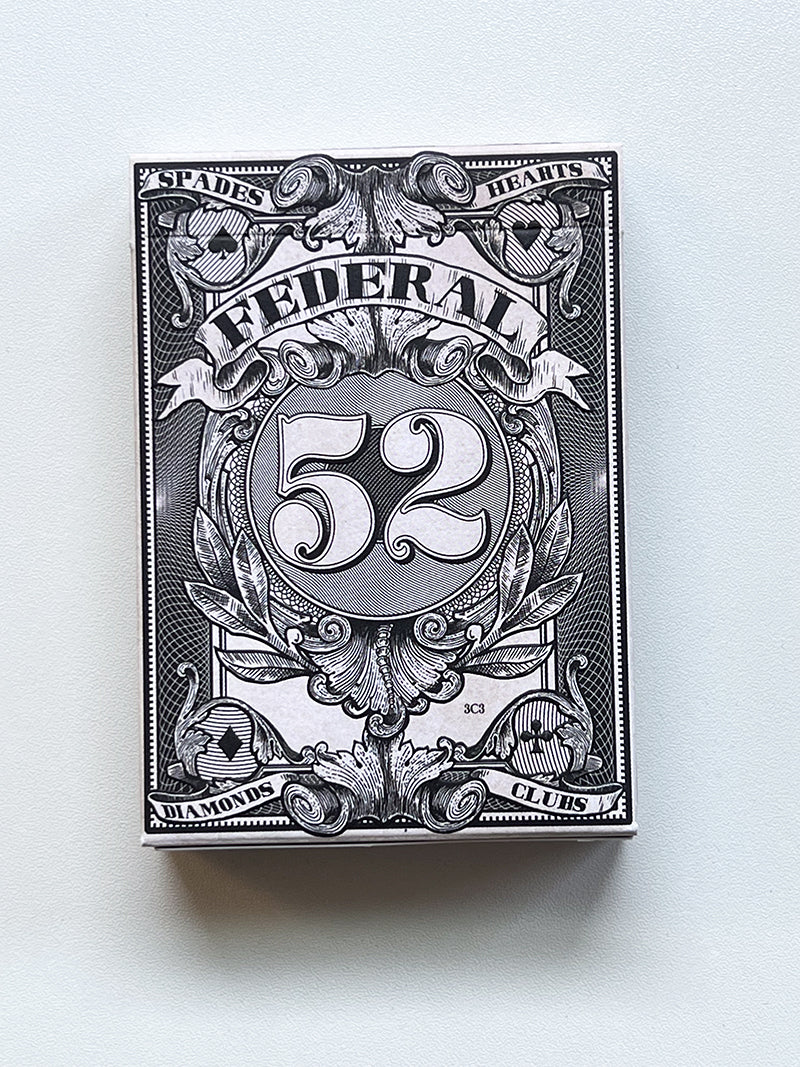 SPADES
HEARTS
FEDERAL
52
3C3
DIAMONDS
CLUBS